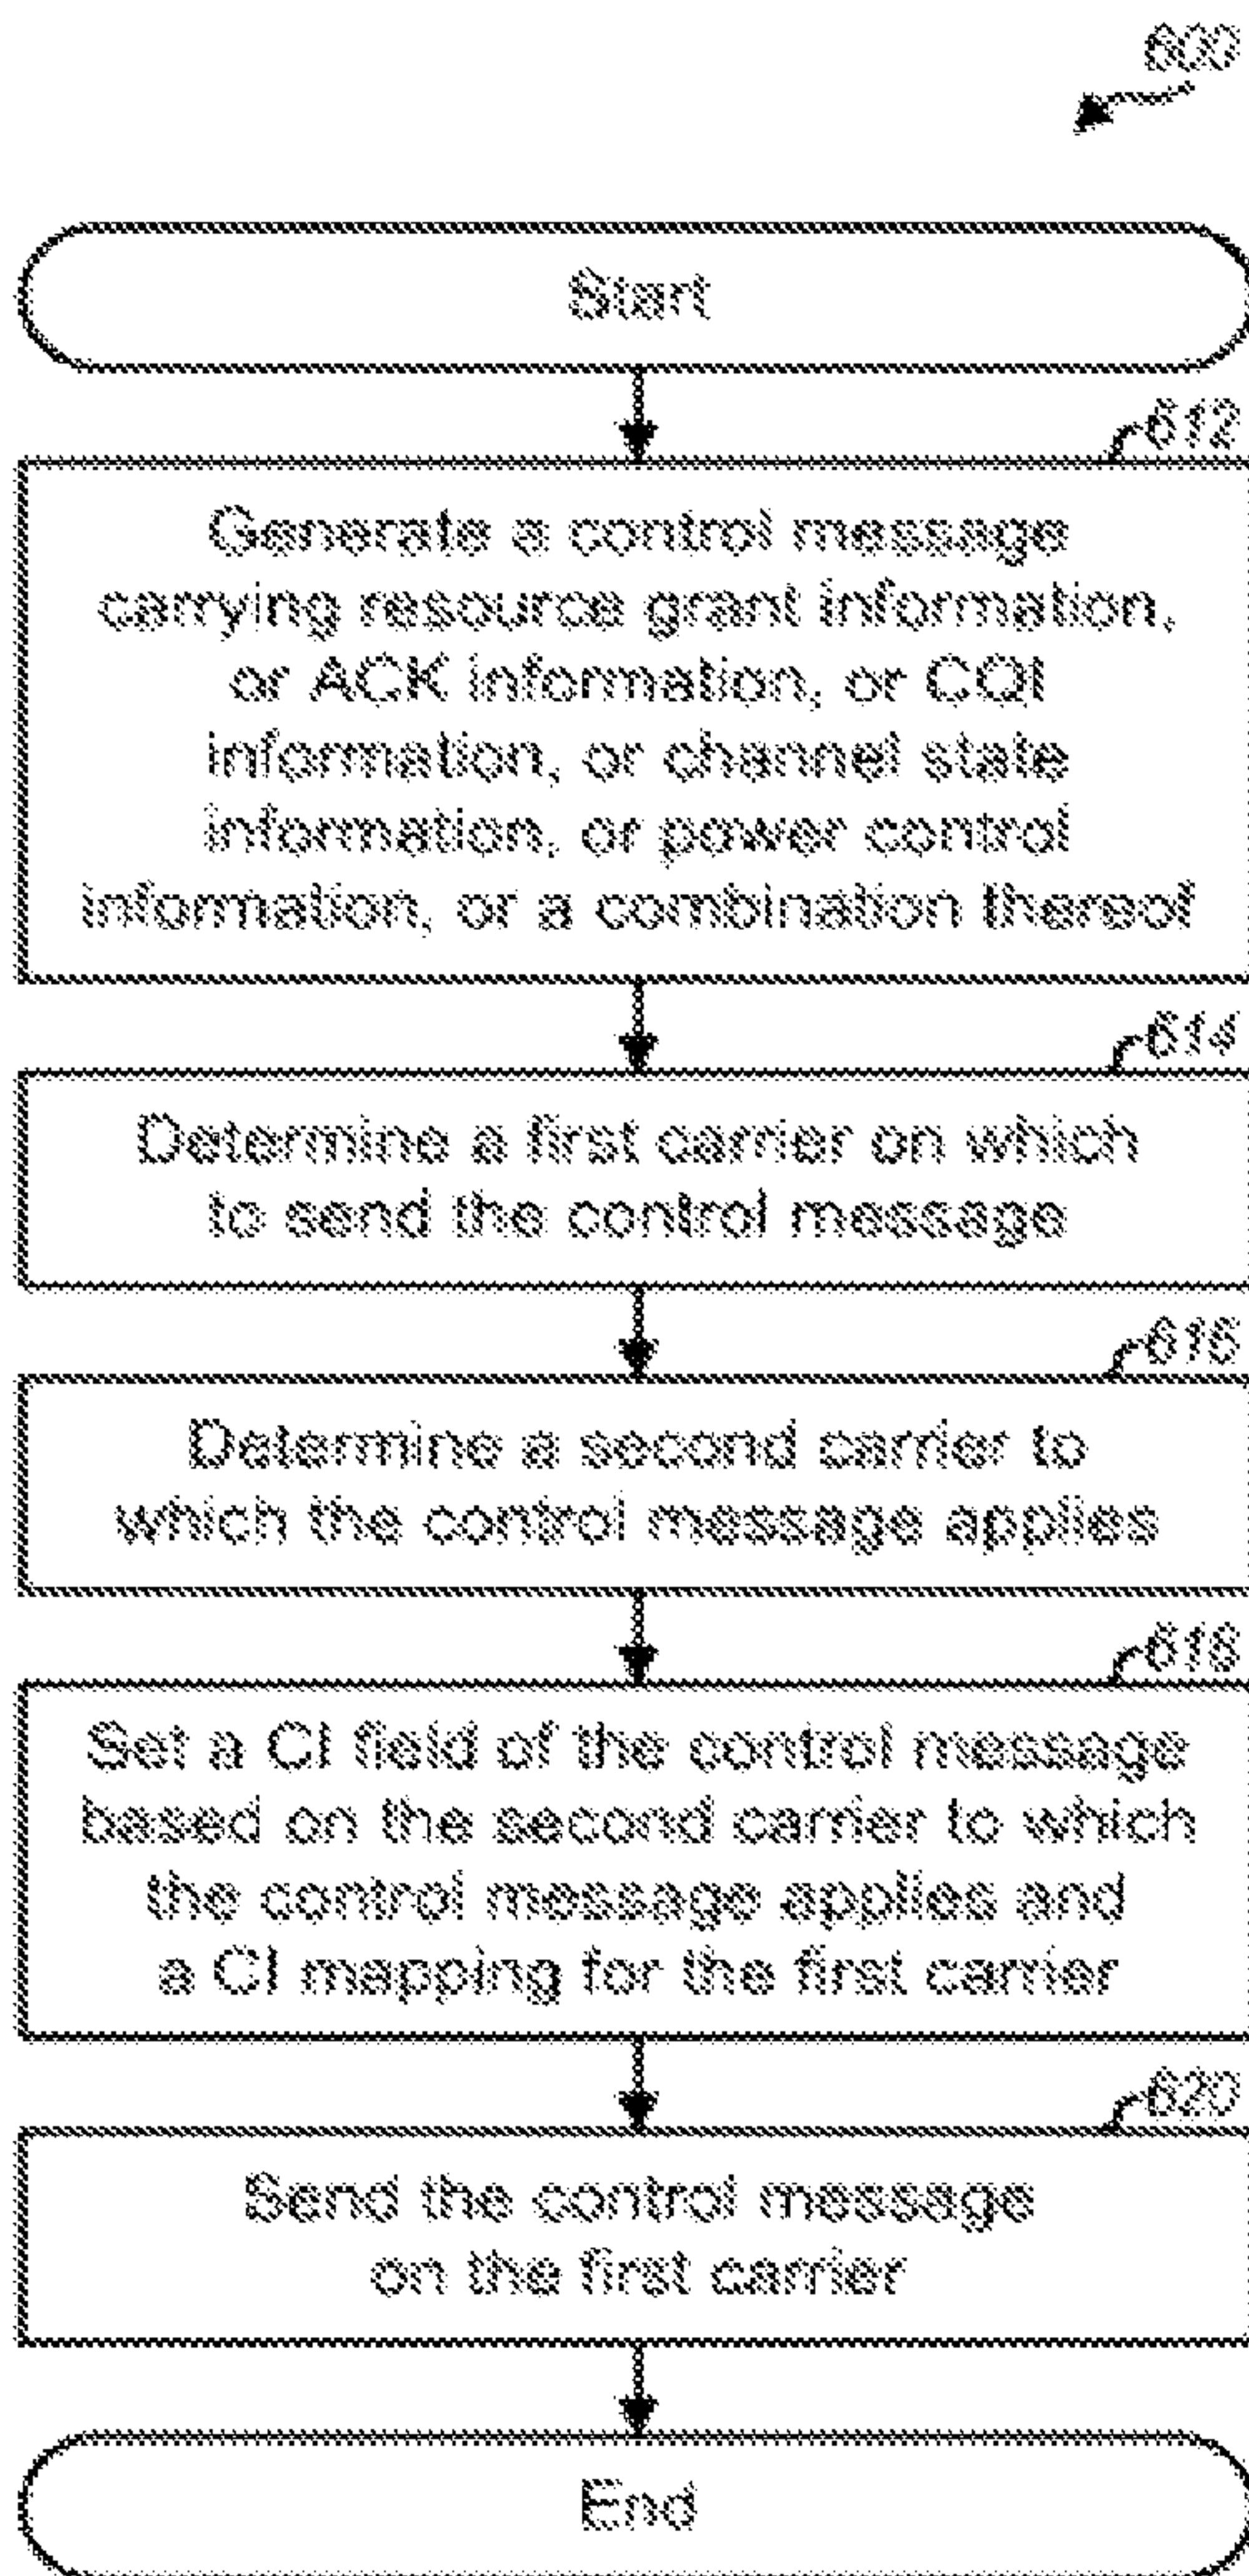 600
Start
612
Generate a control message
carrying resource grant information,
or ACK information, or CQI
information, or channel state
information, or power control
information, or a combination thereof
614
Determine a first carrier on which
to send the control message
616
Determine a second carrier to
which the control message applies
618
Set a CI field of the control message
based on the second carrier to which
the control message applies and
a CI mapping for the first carrier
620
Send the control message
on the first carrier
End